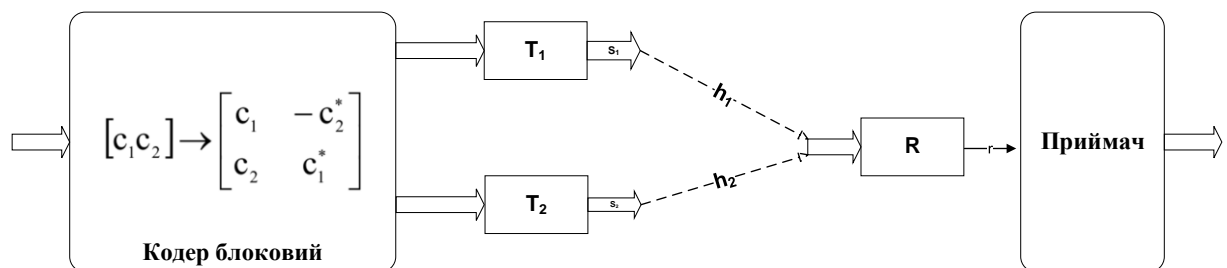 [c₁c₂] → [c₁ −c₂*
c₂ c₁*]
Кодер блоковий
T₁
s₁
T₂
s₂
h₁
h₂
R
r
Приймач